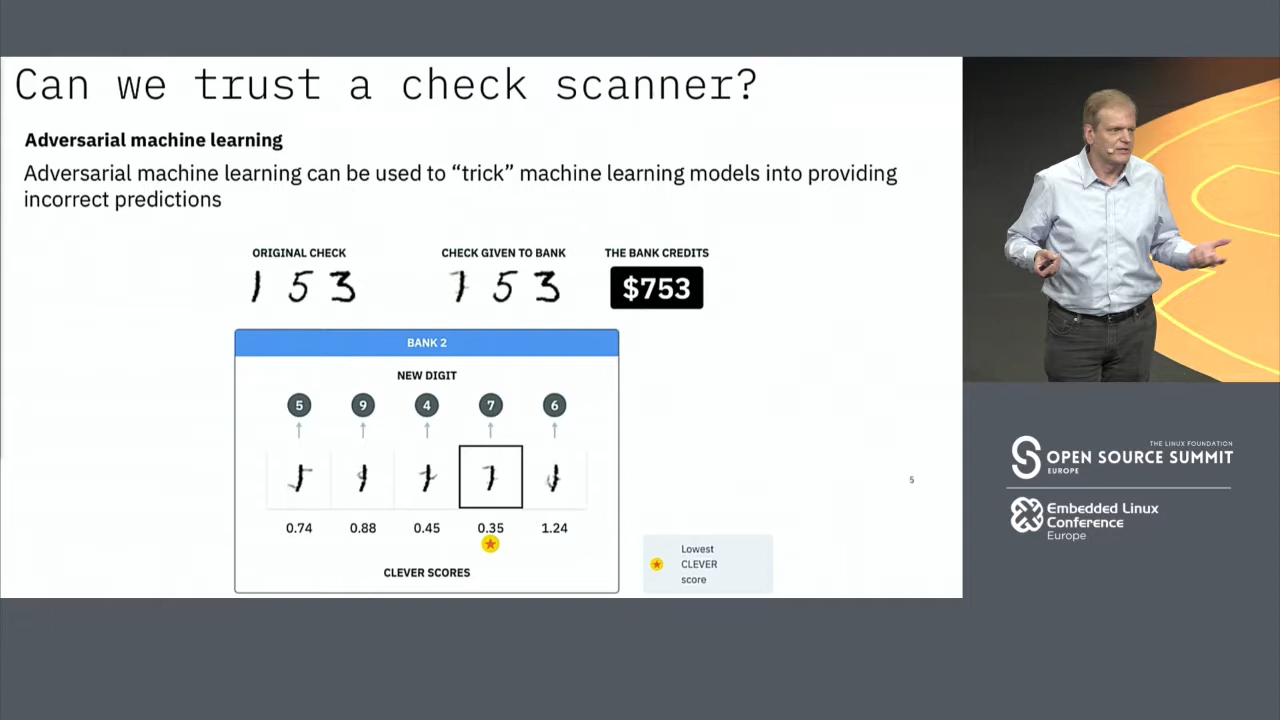 Can we trust a check scanner?
Adversarial machine learning
Adversarial machine learning can be used to “trick” machine learning models into providing
incorrect predictions
ORIGINAL CHECK
1 5 3
CHECK GIVEN TO BANK
7 5 3
THE BANK CREDITS
$753
BANK 2
NEW DIGIT
5 9 4 7 6
0.74 0.88 0.45 0.35 1.24
CLEVER SCORES
Lowest
CLEVER
score
5
THE LINUX FOUNDATION
OPEN SOURCE SUMMIT
EUROPE
Embedded Linux
Conference
Europe